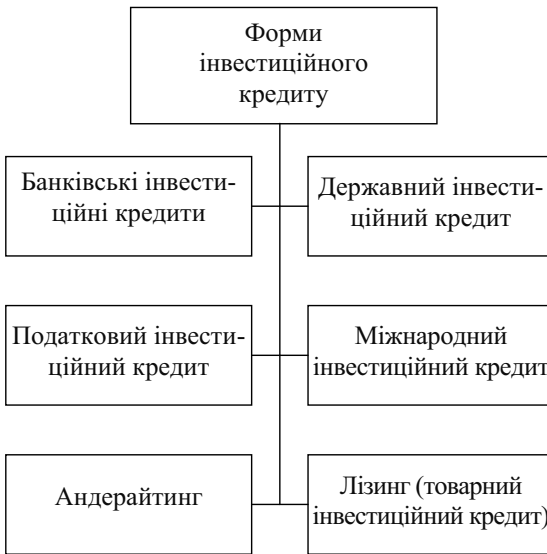 Форми
інвестиційного
кредиту
Банківські інвести-
ційні кредити
Державний інвести-
ційний кредит
Податковий інвести-
ційний кредит
Міжнародний
інвестиційний кредит
Андерайтинг
Лізинг (товарний
інвестиційний кредит)